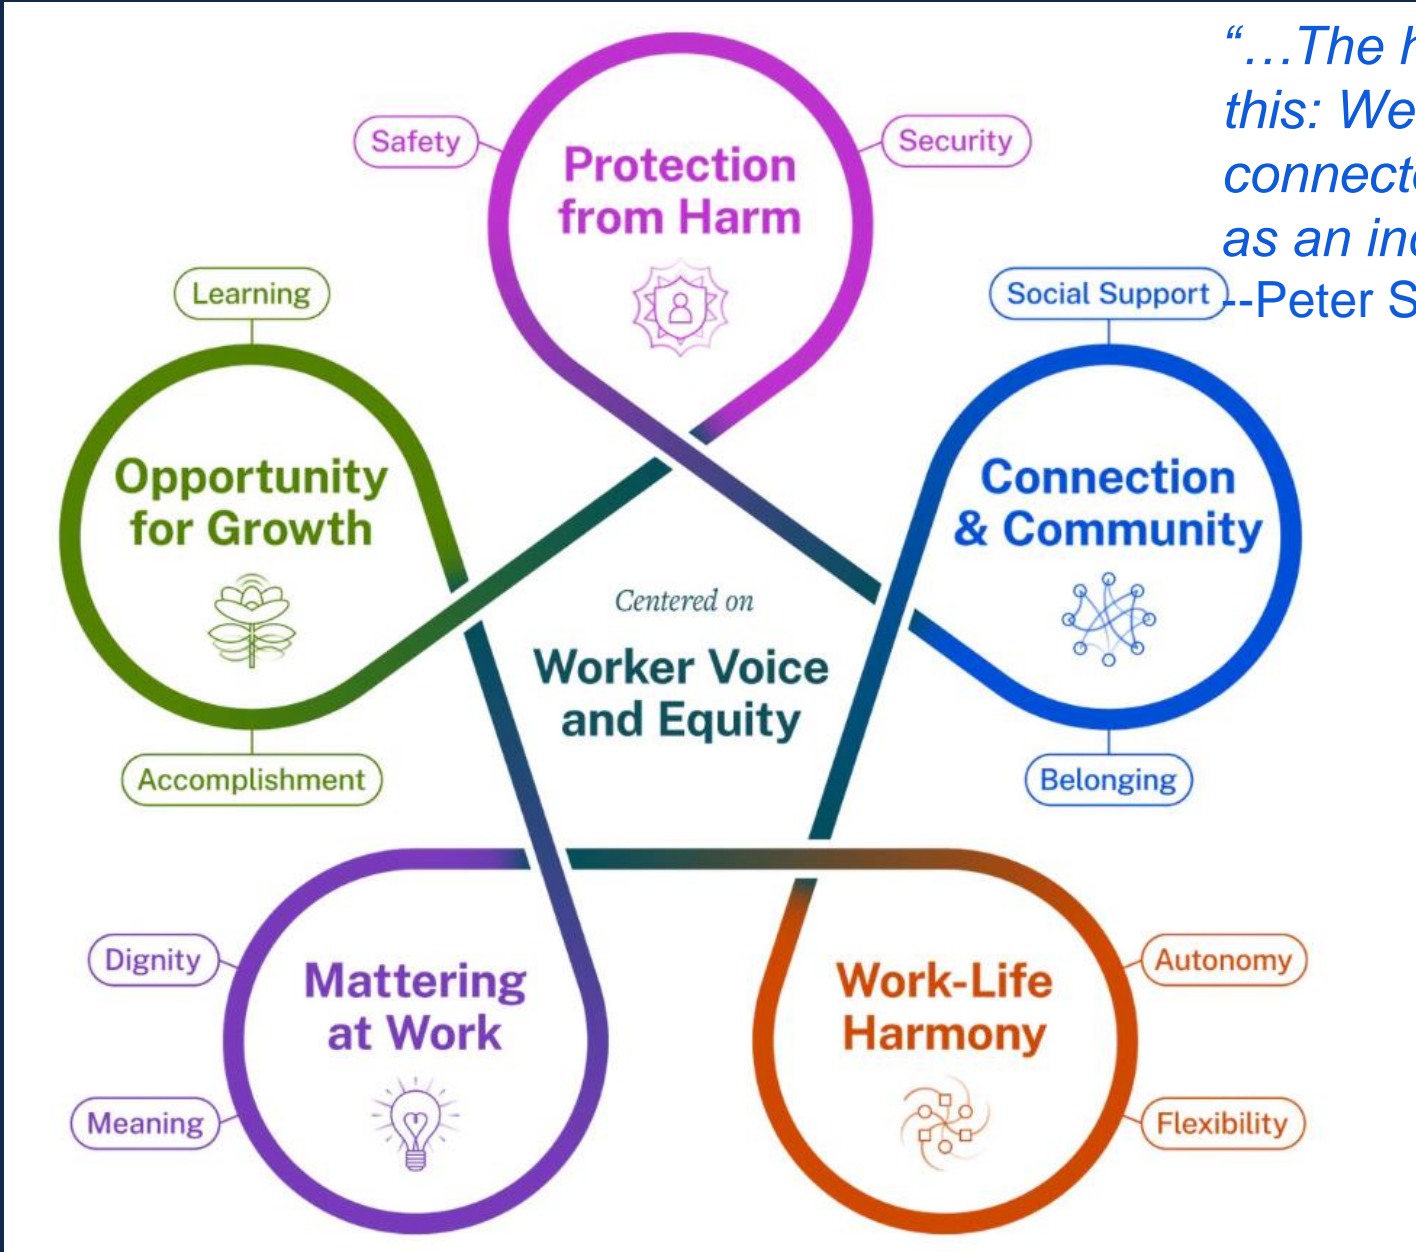 “…The
this: We
as an
--Peter
Safety
Protection
from Harm
Security
Learning
Opportunity
for Growth
Accomplishment
Social Support
Connection
& Community
Belonging
Centered on
Worker Voice
and Equity
Dignity
Mattering
at Work
Meaning
Work-Life
Harmony
Autonomy
Flexibility